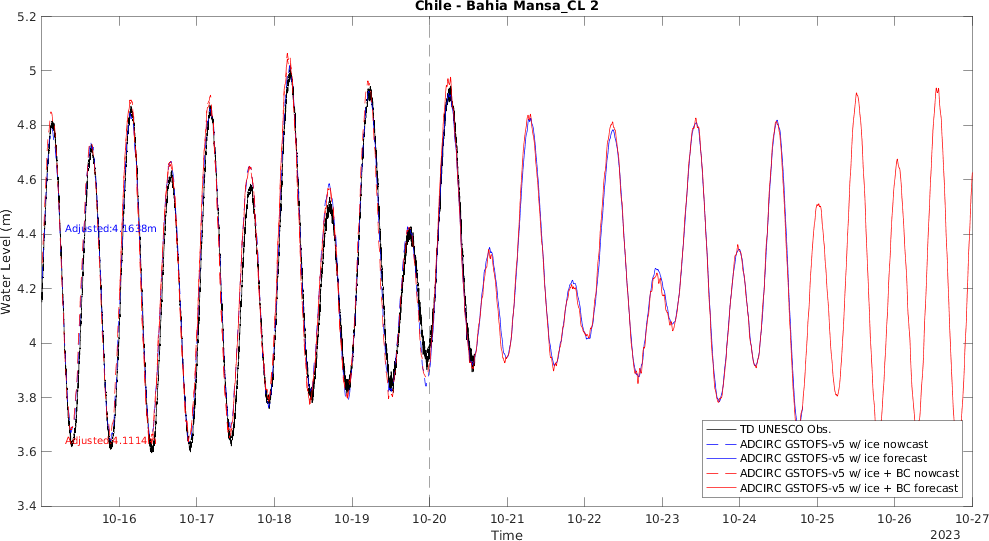 Chile - Bahia Mansa_CL 2
5.2
5
4.8
4.6
4.4
4.2
4
3.8
3.6
3.4
Water Level (m)
Adjusted:4.1638m
Adjusted:4.1114
TD UNESCO Obs.
ADCIRC GSTOFS-v5 w/ ice nowcast
ADCIRC GSTOFS-v5 w/ ice forecast
ADCIRC GSTOFS-v5 w/ ice + BC nowcast
ADCIRC GSTOFS-v5 w/ ice + BC forecast
10-16 10-17 10-18 10-19 10-20 10-21 10-22 10-23 10-24 10-25 10-26 10-27
Time
2023